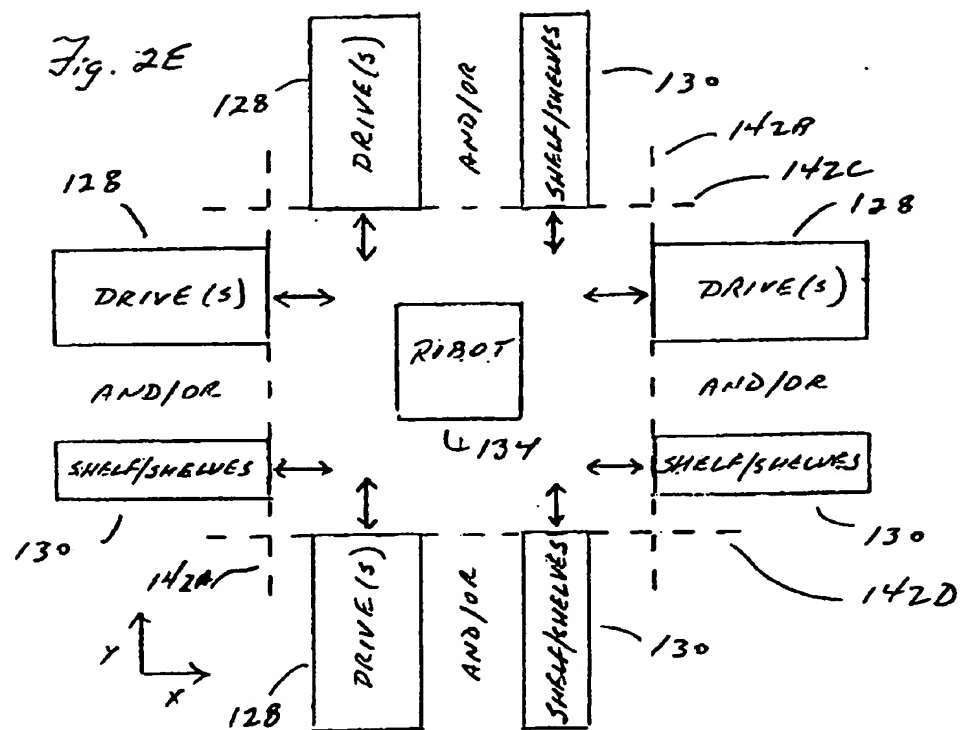 Fig. 2E
128
DRIVE(S)
AND/OR
SHELF/SHELVES
130
142B
142C
128
DRIVE(S)
128
DRIVE(S)
ROBOT
134
AND/OR
AND/OR
SHELF/SHELVES
130
SHELF/SHELVES
130
142A
142D
DRIVE(S)
128
AND/OR
SHELF/SHELVES
130
Y
X